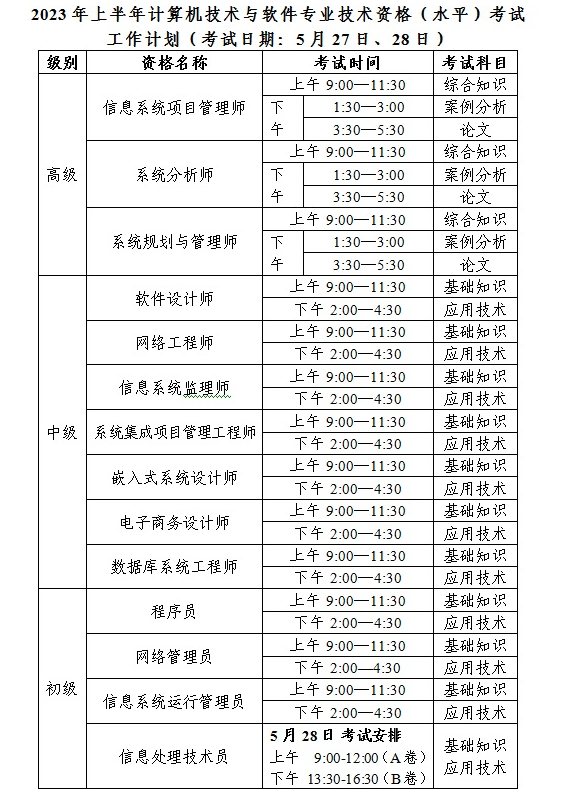 2023 年上半年计算机技术与软件专业技术资格（水平）考试
工作计划（考试日期: 5 月 27 日、28 日）
级别 资格名称 考试时间 考试科目
高级 信息系统项目管理师 上午 9:00—11:30 综合知识
下午 1:30—3:00 案例分析
3:30—5:30 论文
系统分析师 上午 9:00—11:30 综合知识
下午 1:30—3:00 案例分析
3:30—5:30 论文
系统规划与管理师 上午 9:00—11:30 综合知识
下午 1:30—3:00 案例分析
3:30—5:30 论文
中级 软件设计师 上午 9:00—11:30 基础知识
下午 2:00—4:30 应用技术
网络工程师 上午 9:00—11:30 基础知识
下午 2:00—4:30 应用技术
信息系统监理师 上午 9:00—11:30 基础知识
下午 2:00—4:30 应用技术
系统集成项目管理工程师 上午 9:00—11:30 基础知识
下午 2:00—4:30 应用技术
嵌入式系统设计师 上午 9:00—11:30 基础知识
下午 2:00—4:30 应用技术
电子商务设计师 上午 9:00—11:30 基础知识
下午 2:00—4:30 应用技术
数据库系统工程师 上午 9:00—11:30 基础知识
下午 2:00—4:30 应用技术
初级 程序员 上午 9:00—11:30 基础知识
下午 2:00—4:30 应用技术
网络管理员 上午 9:00—11:30 基础知识
下午 2:00—4:30 应用技术
信息系统运行管理员 上午 9:00—11:30 基础知识
下午 2:00—4:30 应用技术
信息处理技术员 5 月 28 日 考试安排
上午 9:00-12:00（A 卷） 基础知识
下午 13:30-16:30（B 卷） 应用技术